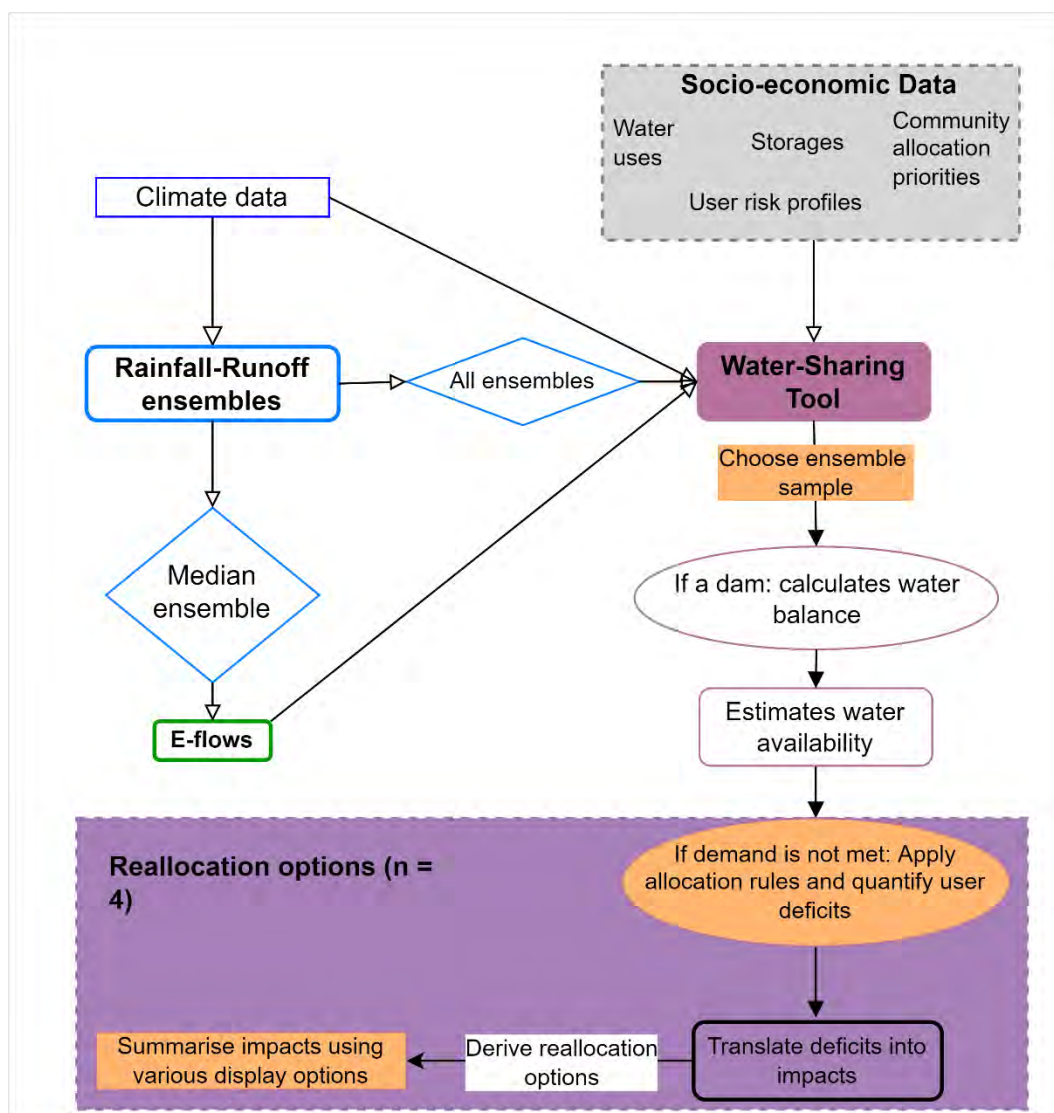 Socio-economic Data
Water
uses
Storages
Community
allocation
priorities
User risk profiles
Climate data
Rainfall-Runoff
ensembles
All ensembles
Water-Sharing
Tool
Choose ensemble
sample
Median
ensemble
If a dam: calculates water
balance
E-flows
Estimates water
availability
Reallocation options (n =
4)
If demand is not met: Apply
allocation rules and quantify user
deficits
Translate deficits into
impacts
Derive reallocation
options
Summarise impacts using
various display options